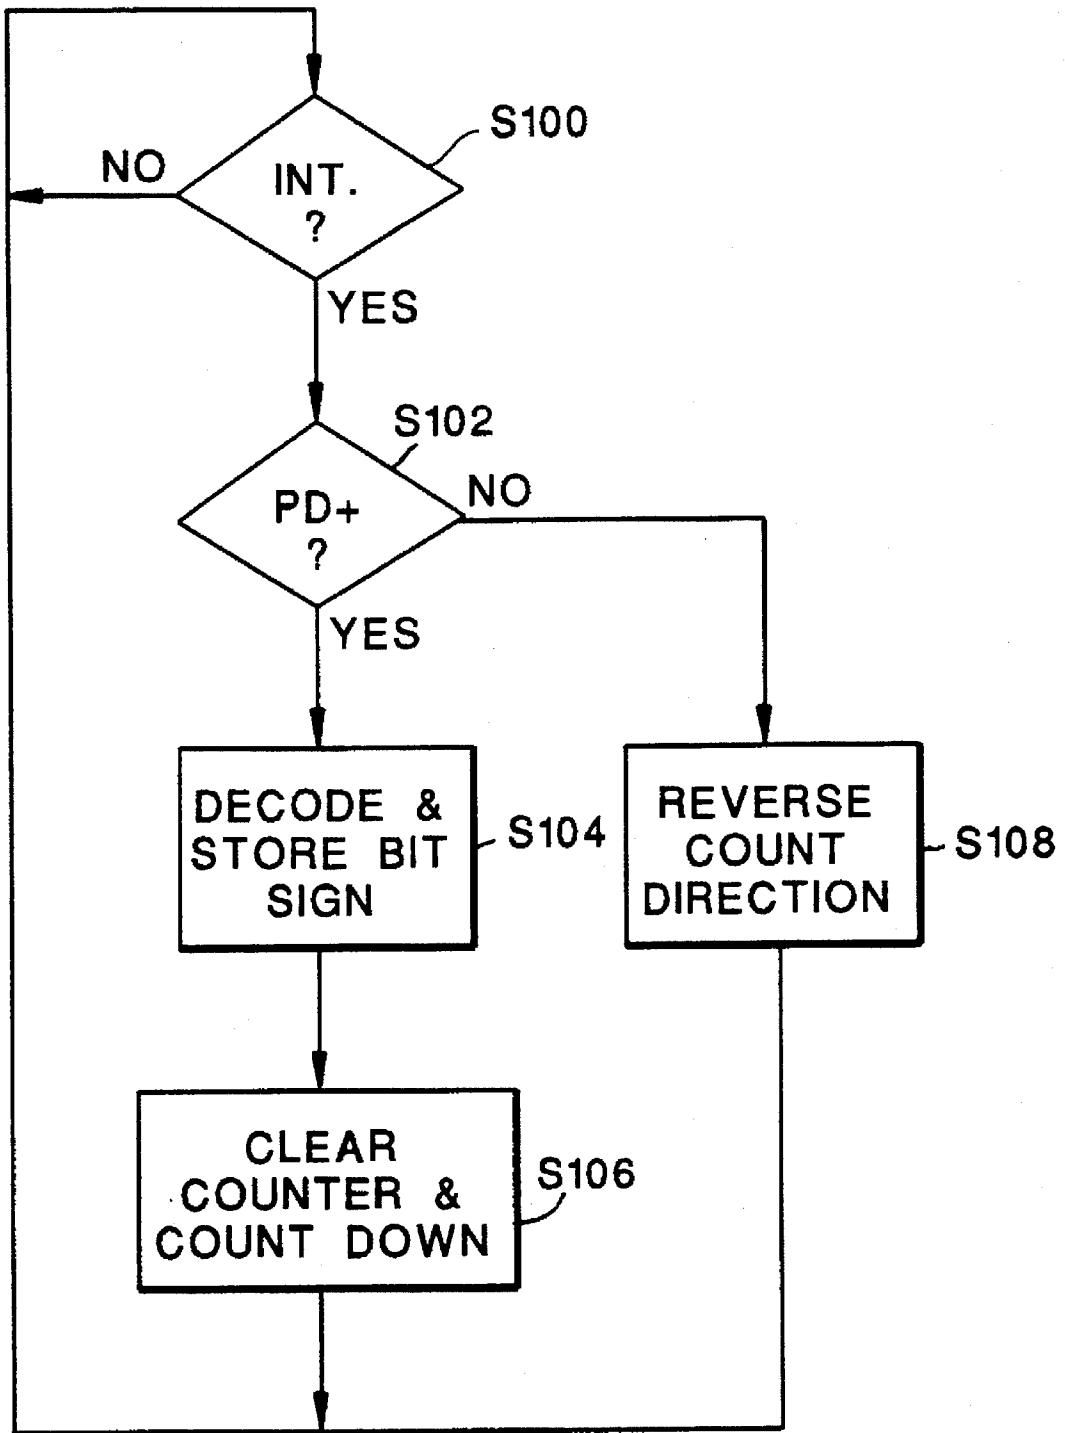 S100
NO
INT.
?
YES
S102
NO
PD+
?
YES
DECODE &
STORE BIT
SIGN
S104
REVERSE
COUNT
DIRECTION
S108
CLEAR
COUNTER &
COUNT DOWN
S106